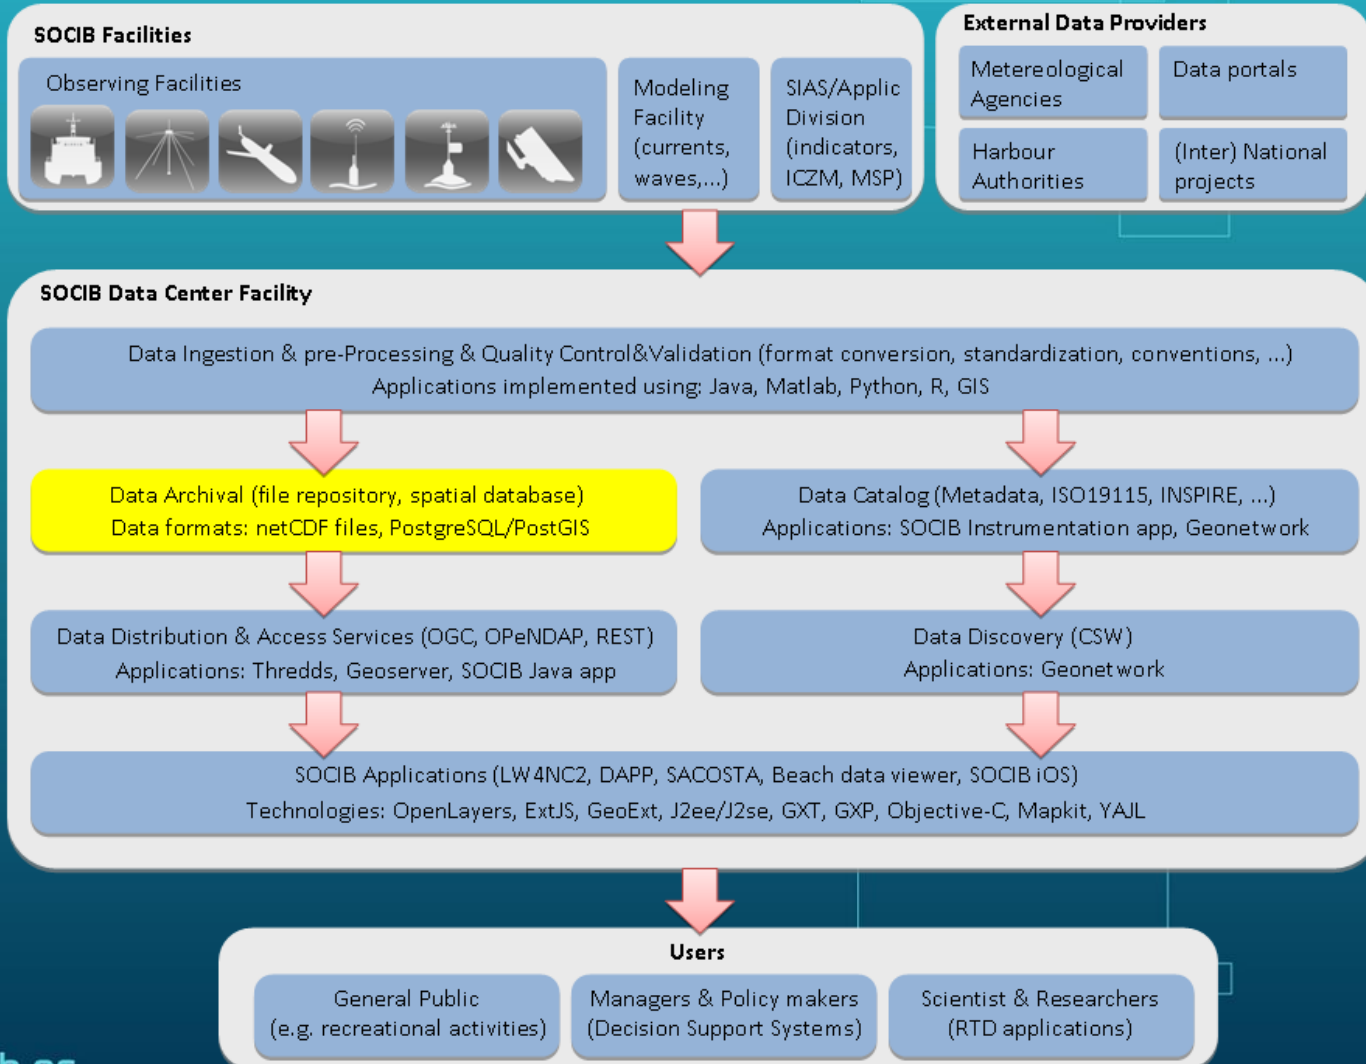 SOCIB Facilities
Observing Facilities
Modeling
Facility
(currents,
waves,...)
SIAS/Applic
Division
(indicators,
ICZM, MSP)
External Data Providers
Metereological
Agencies
Data portals
Harbour
Authorities
(Inter) National
projects
SOCIB Data Center Facility
Data Ingestion & pre-Processing & Quality Control&Validation (format conversion, standardization, conventions, ...)
Applications implemented using: Java, Matlab, Python, R, GIS
Data Archival (file repository, spatial database)
Data formats: netCDF files, PostgreSQL/PostGIS
Data Catalog (Metadata, ISO19115, INSPIRE, ...)
Applications: SOCIB Instrumentation app, Geonetwork
Data Distribution & Access Services (OGC, OPeNDAP, REST)
Applications: Thredds, Geoserver, SOCIB Java app
Data Discovery (CSW)
Applications: Geonetwork
SOCIB Applications (LW4NC2, DAPP, SACOSTA, Beach data viewer, SOCIB iOS)
Technologies: OpenLayers, ExtJS, GeoExt, J2ee/J2se, GXT, GXP, Objective-C, Mapkit, YAJL
Users
General Public
(e.g. recreational activities)
Managers & Policy makers
(Decision Support Systems)
Scientist & Researchers
(RTD applications)